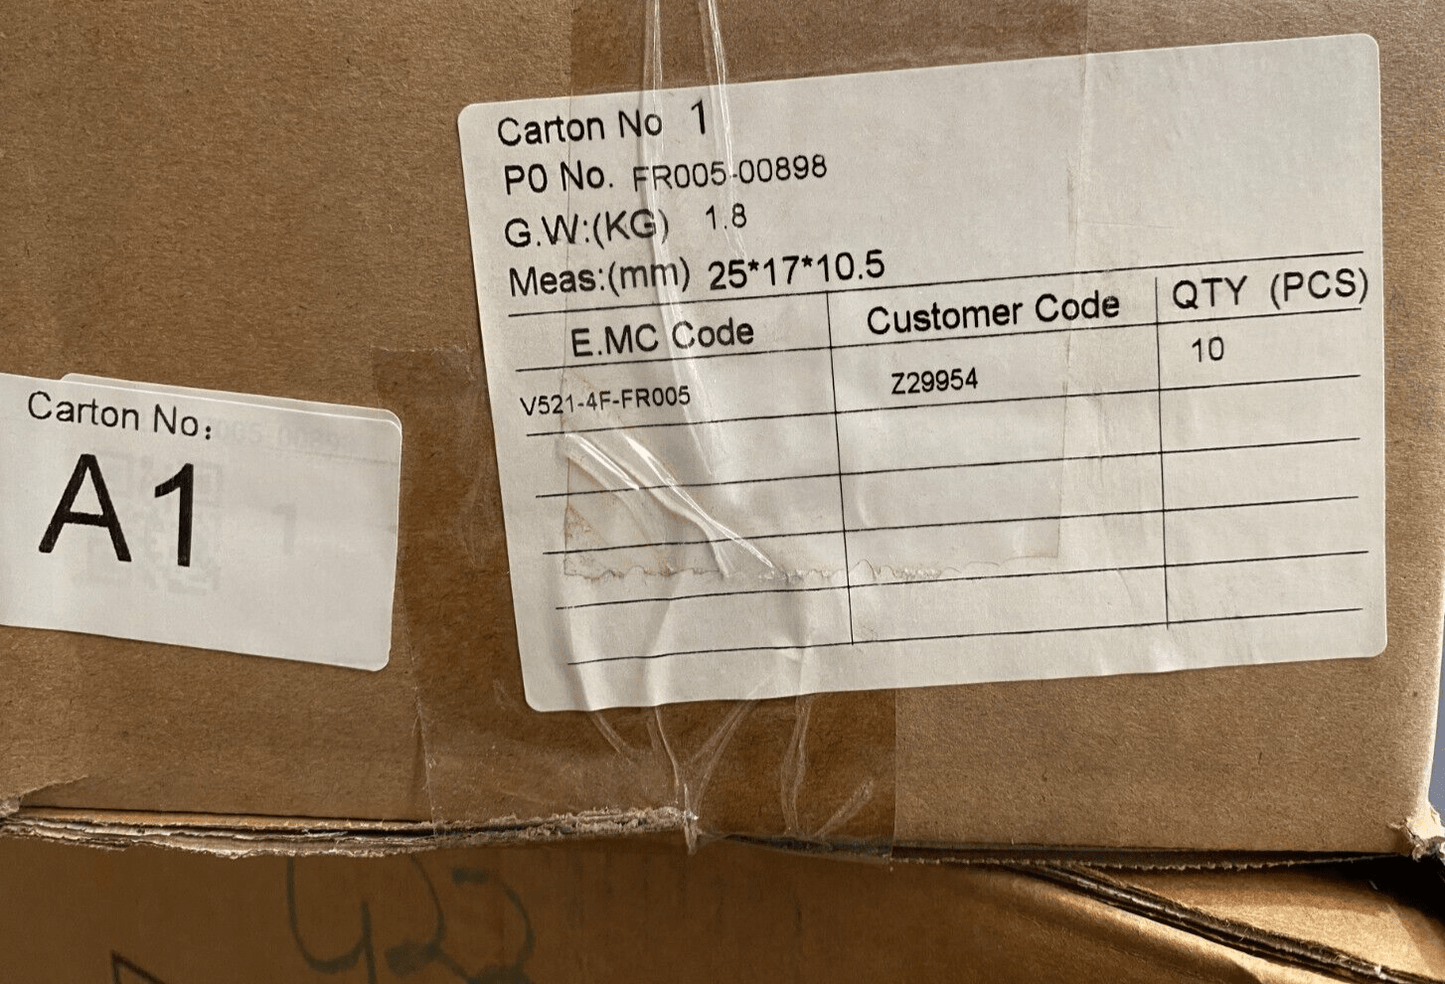 Carton No 1
PO No. FR005-00898
G.W:(KG) 1.8
Meas:(mm) 25*17*10.5
E.MC Code Customer Code QTY (PCS)
V521-4F-FR005 Z29954 10
Carton No:
A1